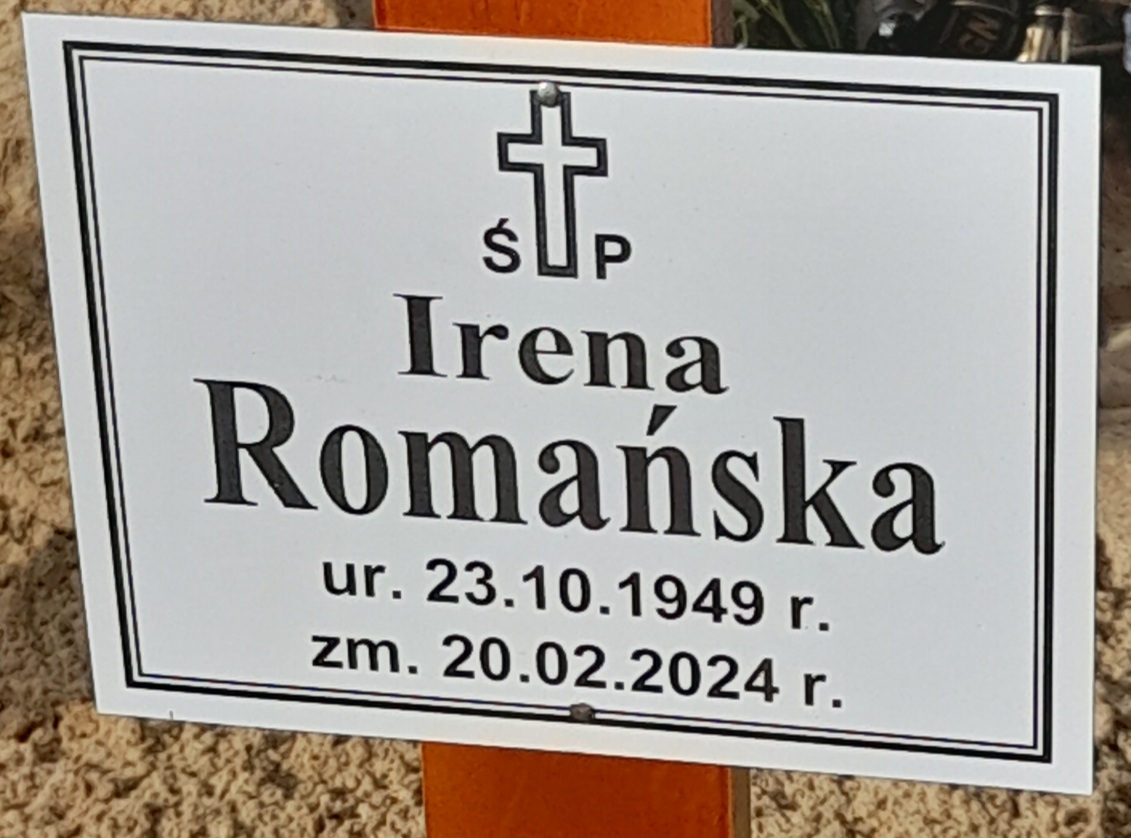 Ś P
Irena
Romańska
ur. 23.10.1949 r.
zm. 20.02.2024 r.